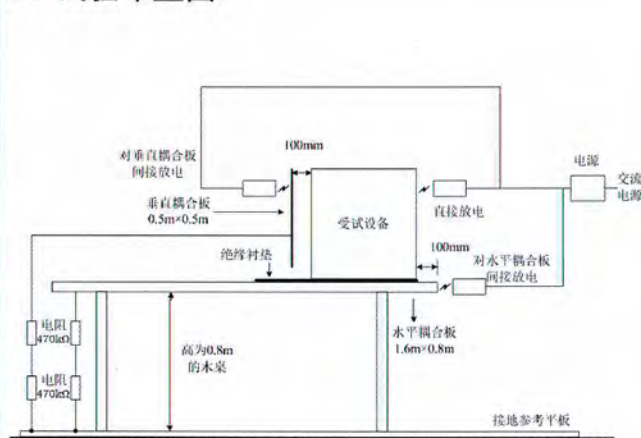 100mm
对垂直耦合板
间接放电
电源
交流
电源
垂直耦合板
0.5m×0.5m
受试设备
直接放电
绝缘衬垫
100mm
对水平耦合板
间接放电
电阻
470kΩ
高为0.8m
的木桌
水平耦合板
1.6m×0.8m
电阻
470kΩ
接地参考平板